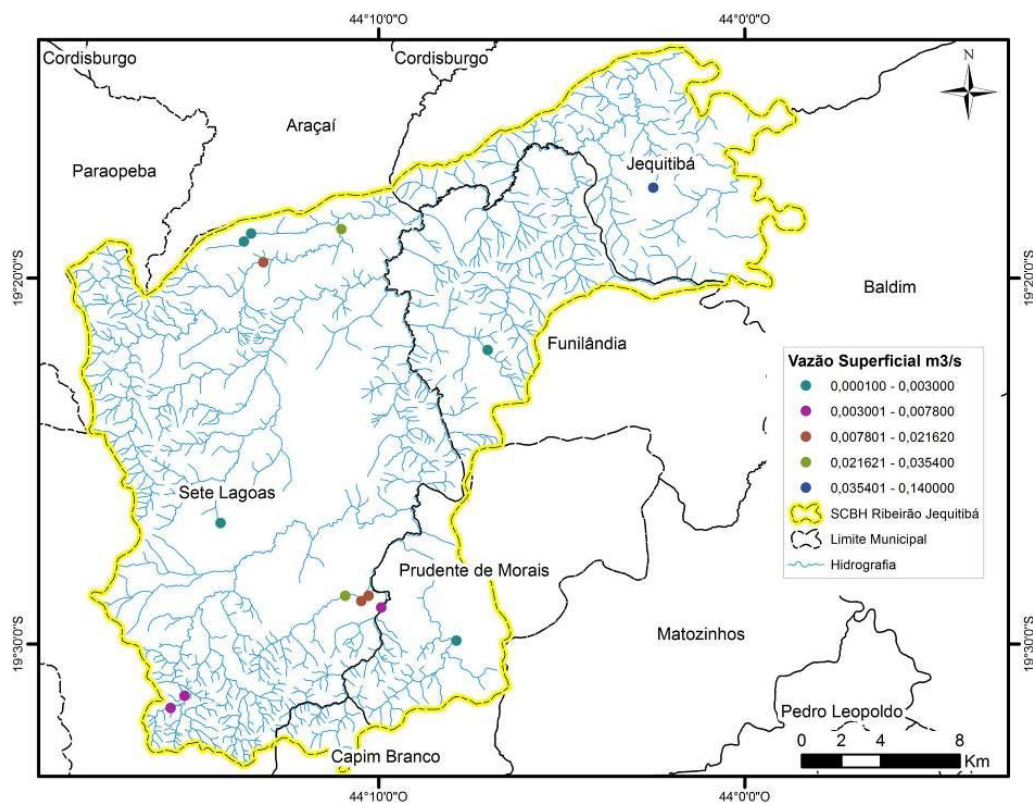 44°10'0"O
44°0'0"O
Cordisburgo
Cordisburgo
N
Araçaí
Paraopeba
Jequitibá
19°20'0"S
19°20'0"S
Baldim
Funilândia
Vazão Superficial m3/s
0,000100 - 0,003000
0,003001 - 0,007800
0,007801 - 0,021620
0,021621 - 0,035400
0,035401 - 0,140000
SCBH Ribeirão Jequitibá
Limite Municipal
Hidrografia
Sete Lagoas
Prudente de Morais
Matozinhos
19°30'0"S
19°30'0"S
Pedro Leopoldo
Capim Branco
0 2 4 8
Km
44°10'0"O
44°0'0"O